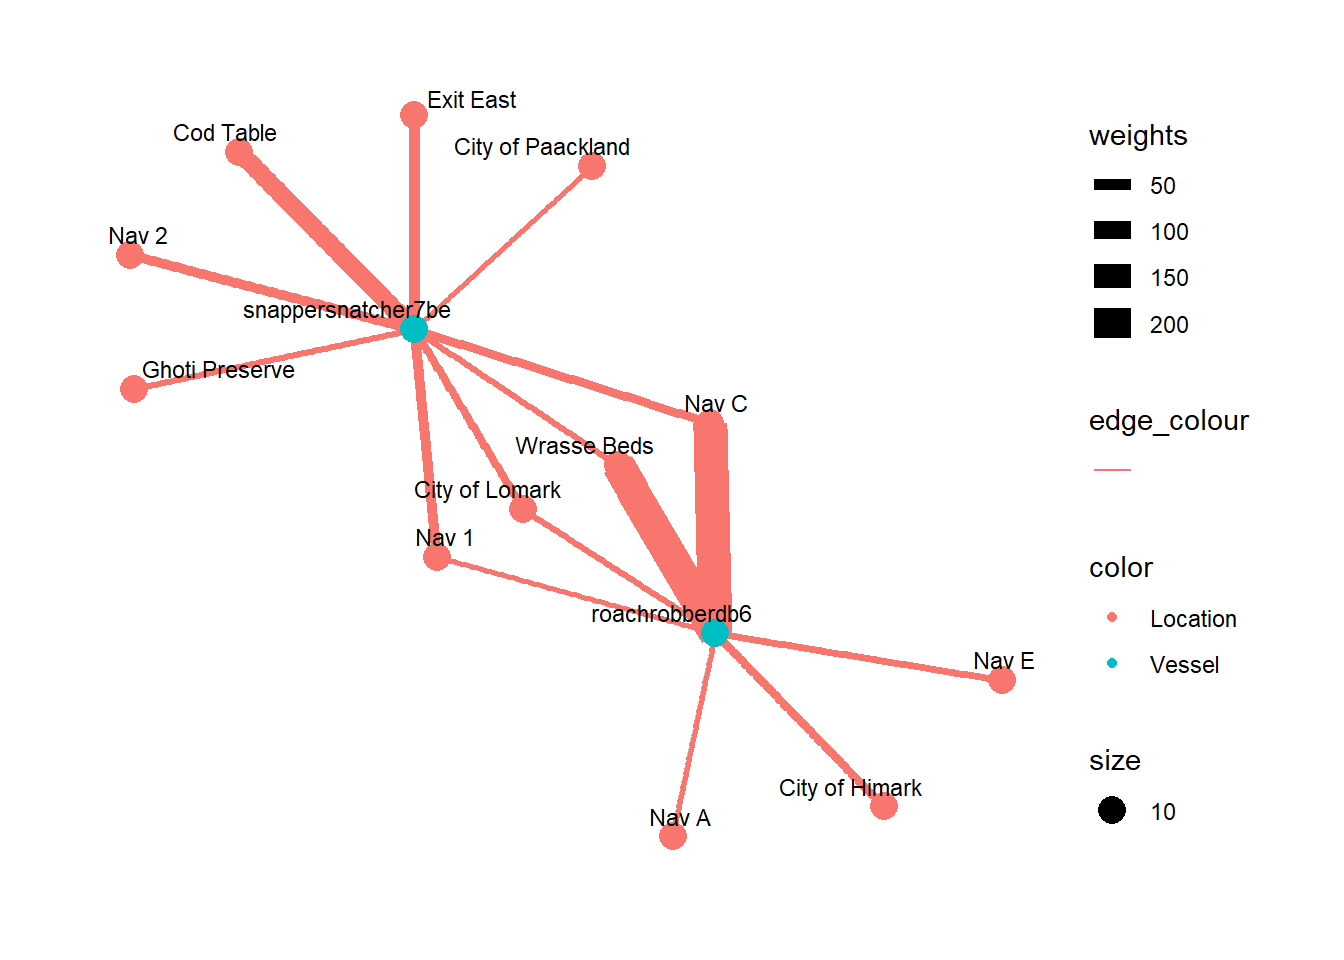 Exit East
Cod Table
City of Paackland
Nav 2
snappersnatcher7be
Ghoti Preserve
Nav C
Wrasse Beds
City of Lomark
Nav 1
roachrobberdb6
Nav E
City of Himark
Nav A
weights
50
100
150
200
edge_colour
color
Location
Vessel
size
10